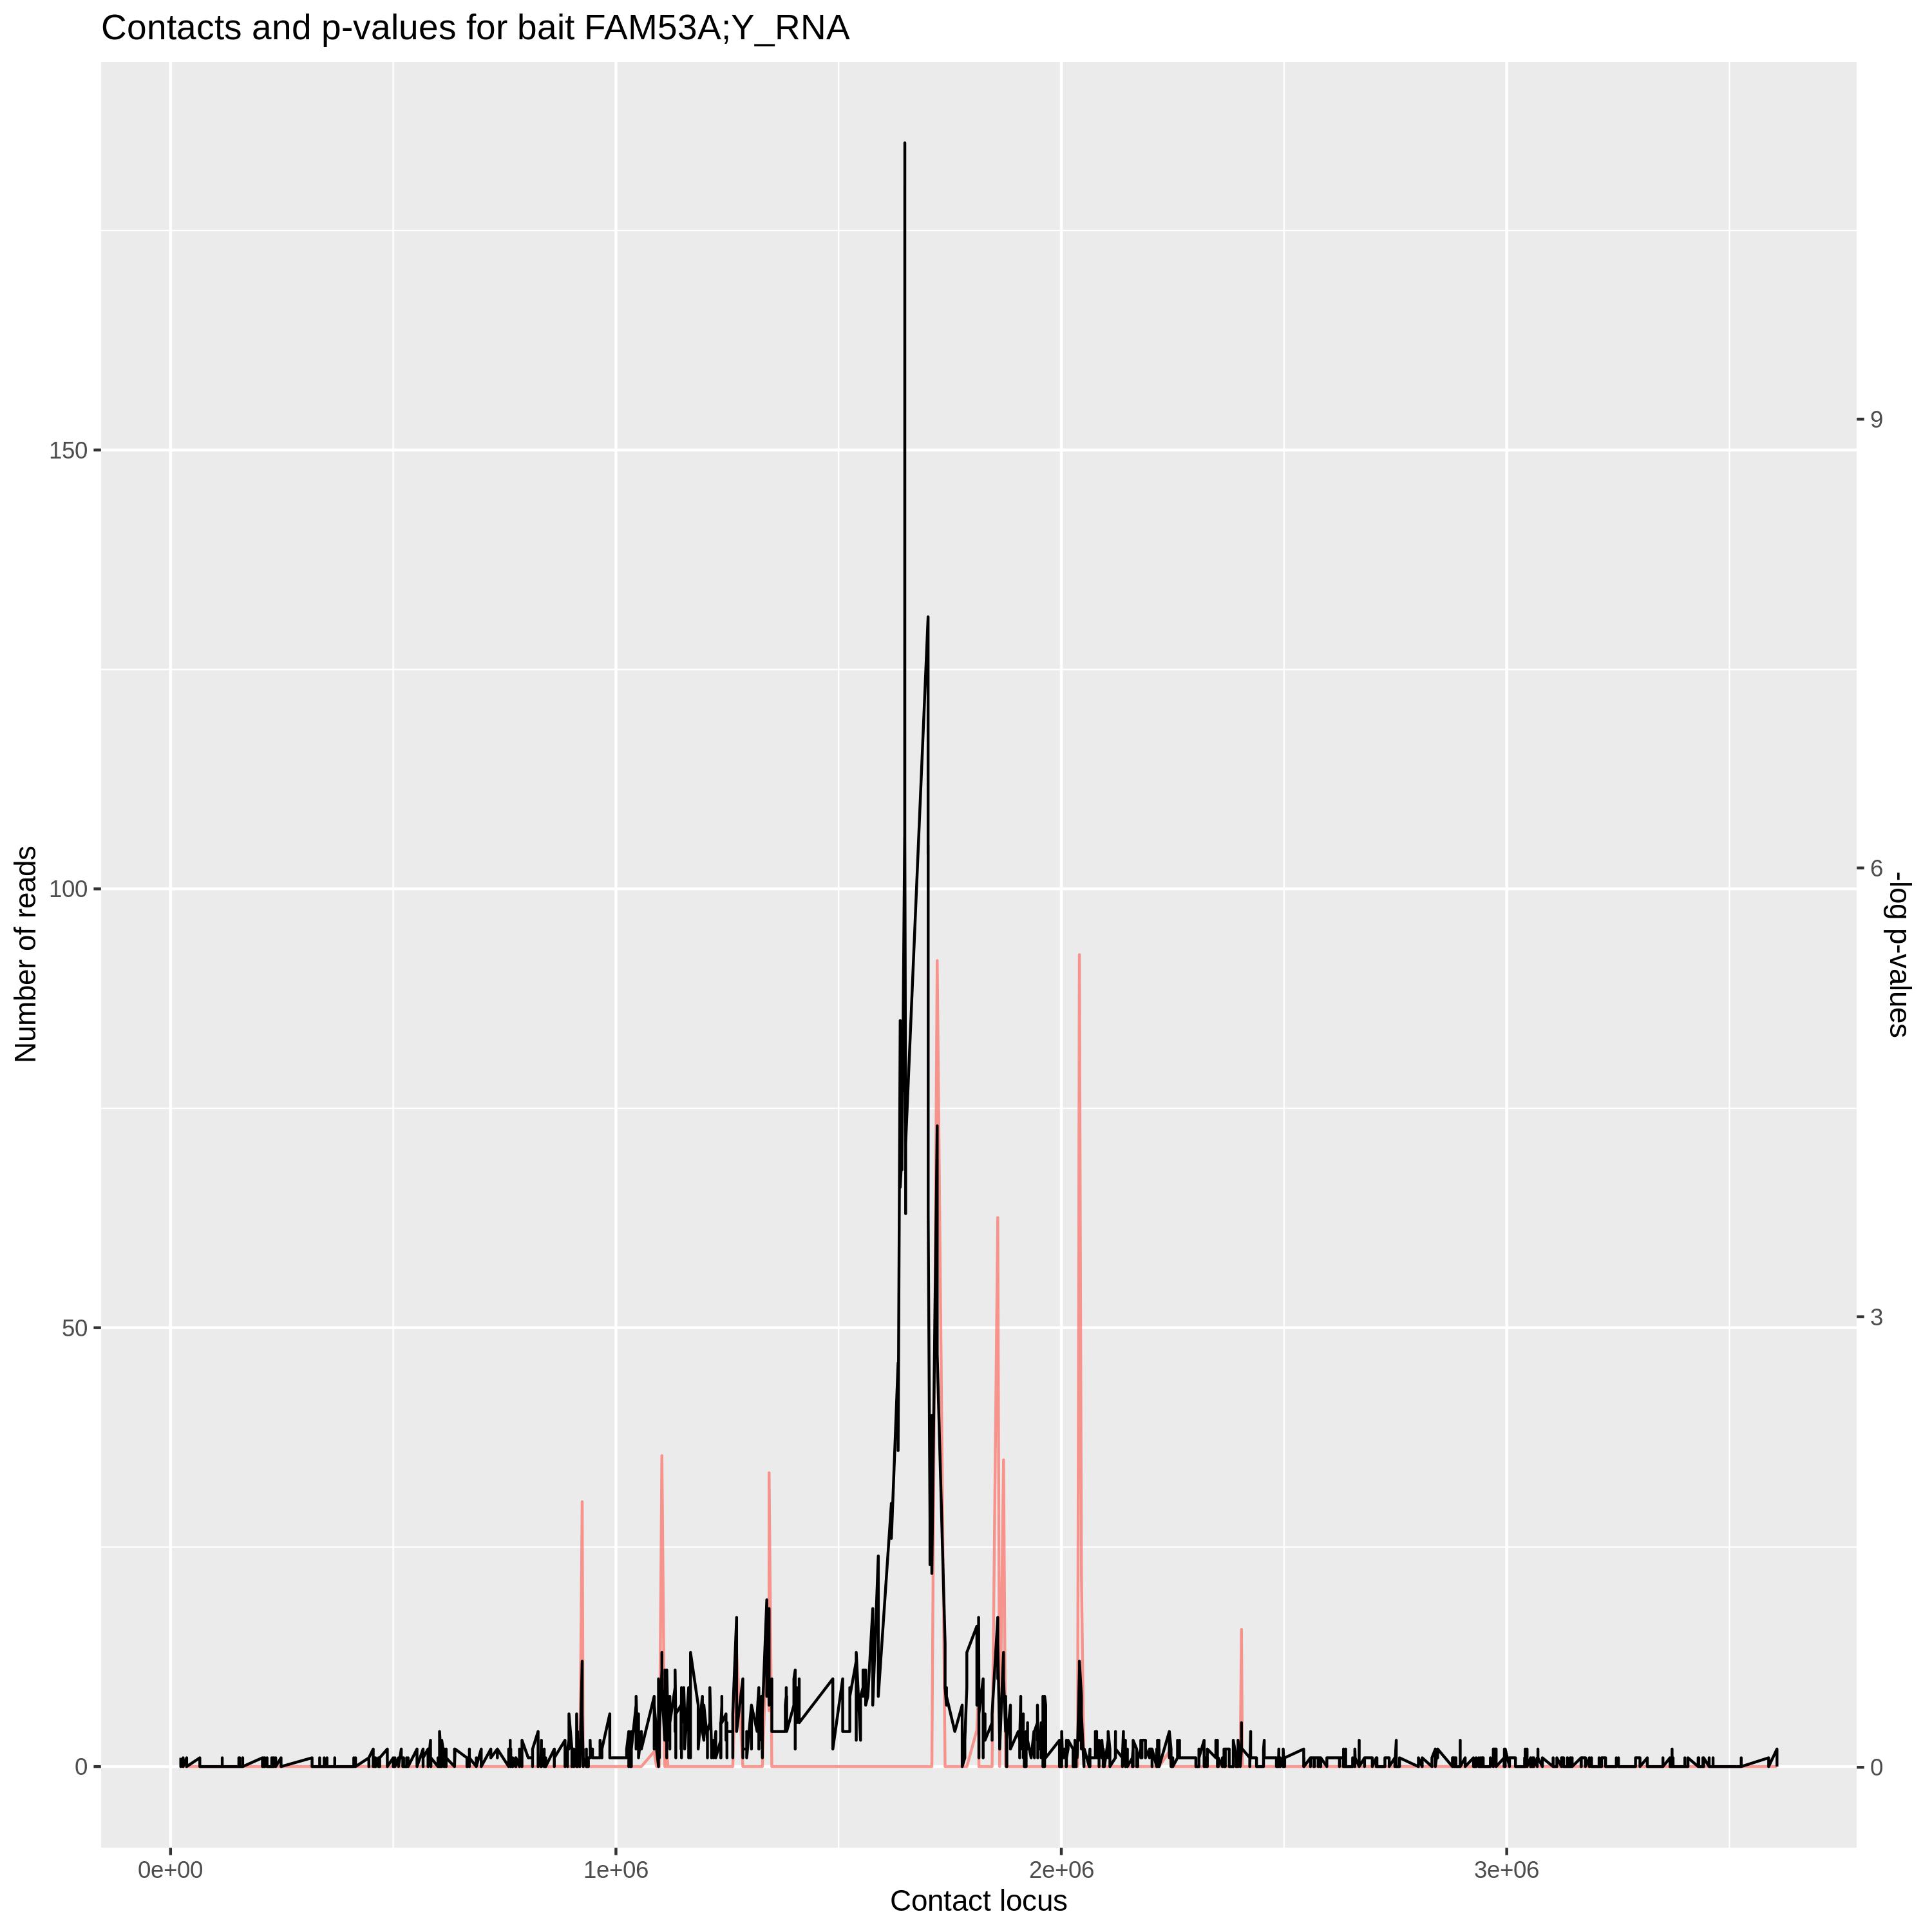 Contacts and p-values for bait FAM53A;Y_RNA
Number of reads
150
100
50
0
9
6
3
0
-log p-values
0e+00
1e+06
2e+06
3e+06
Contact locus